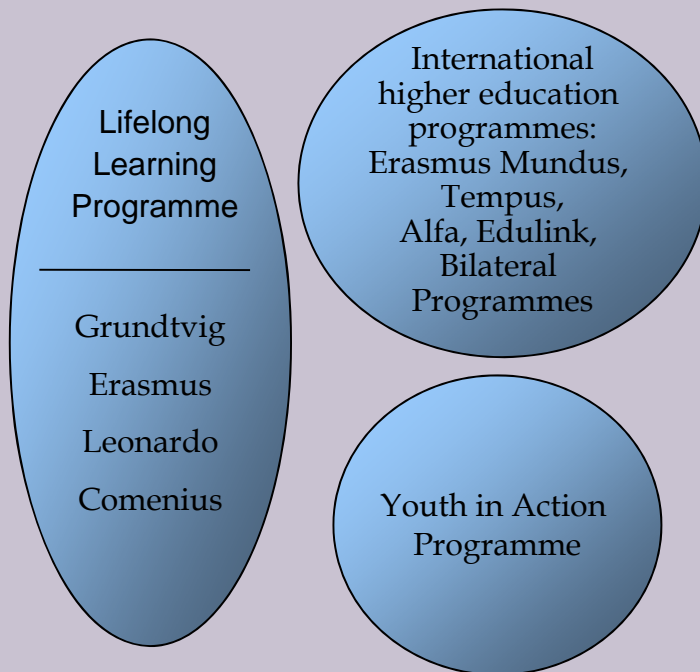 Lifelong
Learning
Programme
Grundtvig
Erasmus
Leonardo
Comenius
International
higher education
programmes:
Erasmus Mundus,
Tempus,
Alfa, Edulink,
Bilateral
Programmes
Youth in Action
Programme